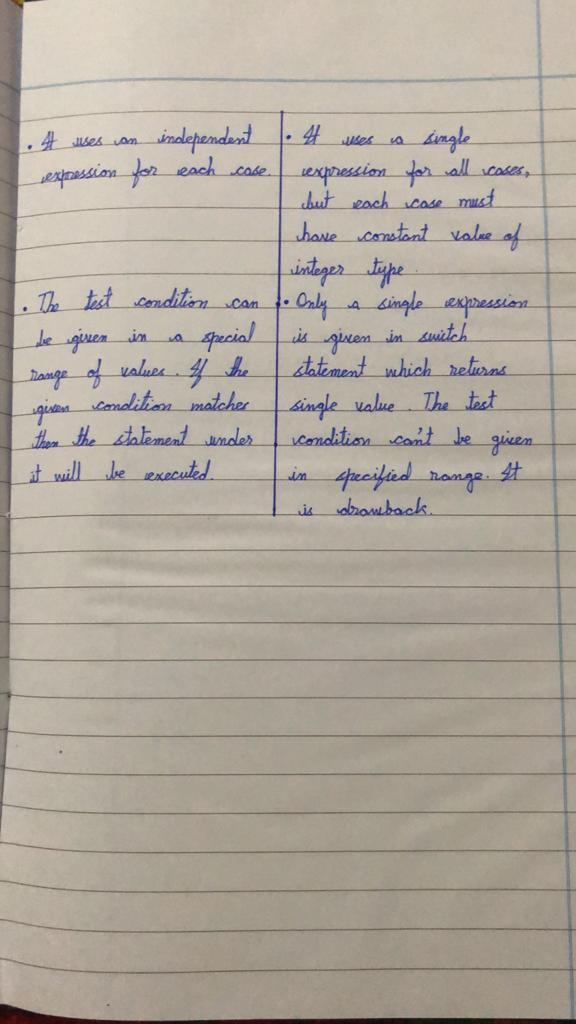 • It uses an independent
expression for each case.
• The test condition can
be given in a special
range of values. If the
given condition matches
then the statement under
it will be executed.
• It uses a single
expression for all cases,
but each case must
have constant value of
integer type.
• Only a single expression
is given in switch
statement which returns
single value. The test
condition can't be given
in specified range. It
is drawback.